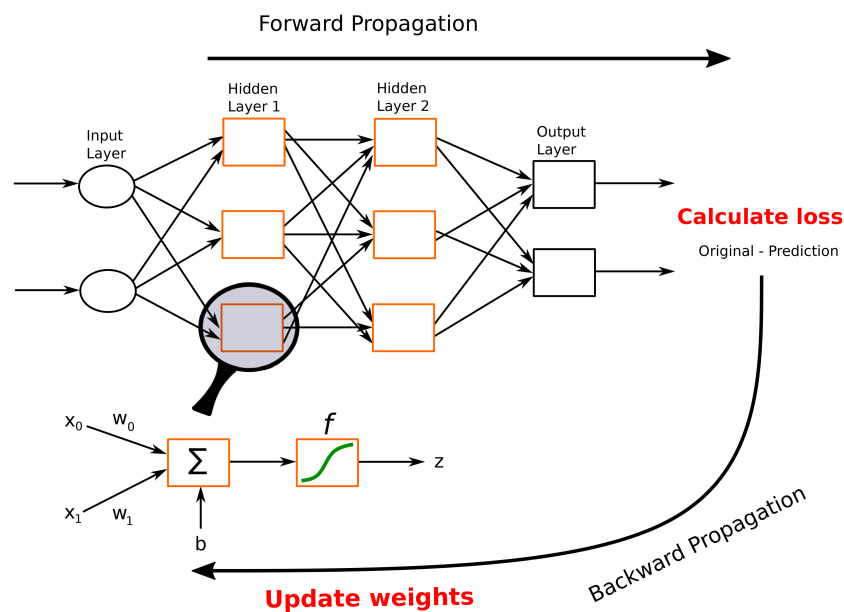 Forward Propagation
Hidden
Layer 1
Hidden
Layer 2
Input
Layer
Output
Layer
Calculate loss
Original - Prediction
x0
w0
f
Σ
z
x1
w1
b
Backward Propagation
Update weights